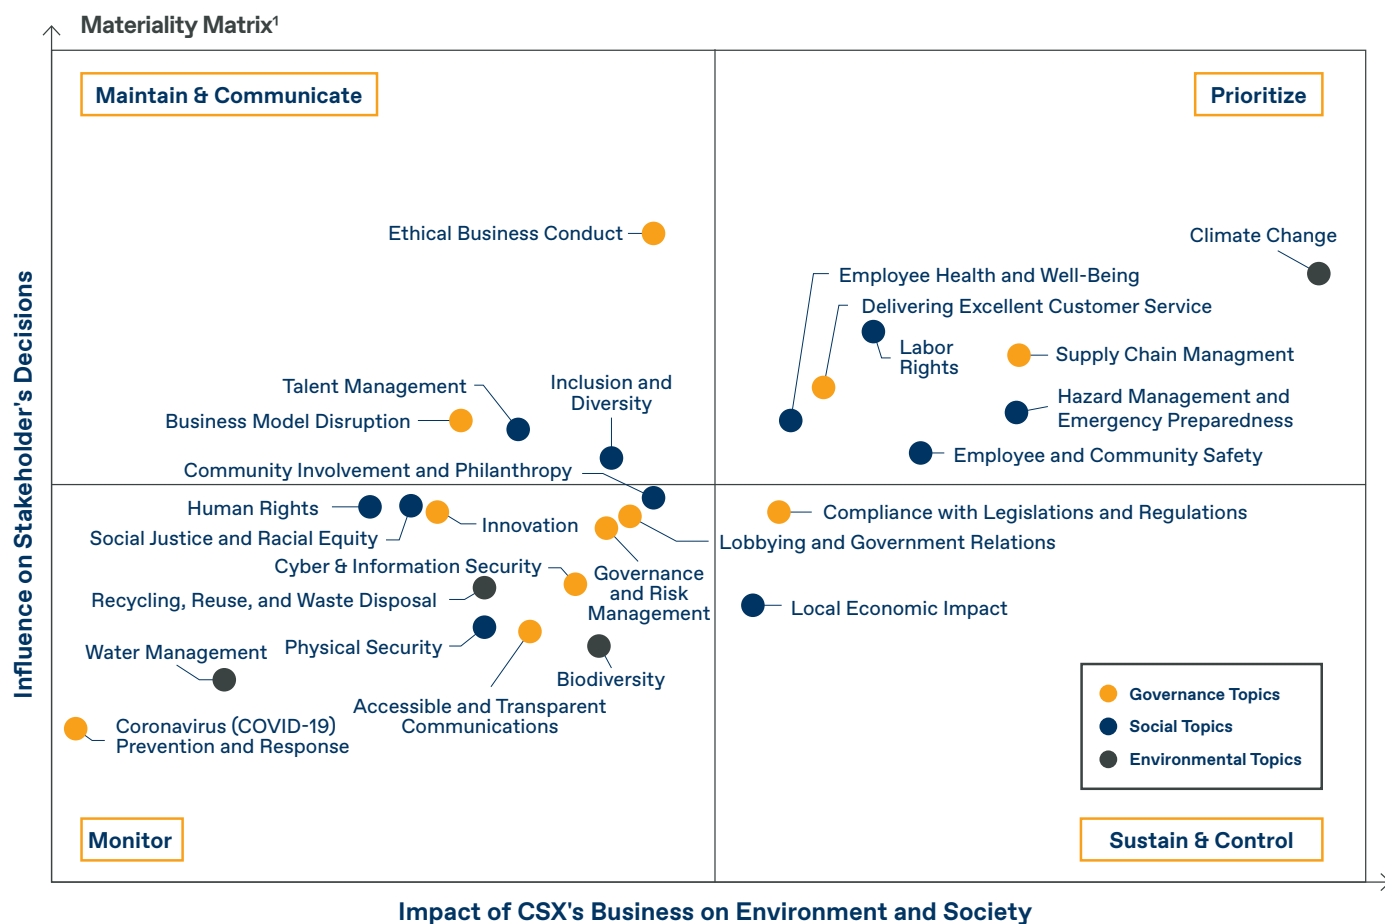 Materiality Matrix¹
Maintain & Communicate
Prioritize
Ethical Business Conduct
Climate Change
Employee Health and Well-Being
Delivering Excellent Customer Service
Labor
Rights
Supply Chain Managment
Talent Management
Inclusion and
Diversity
Business Model Disruption
Hazard Management and
Emergency Preparedness
Community Involvement and Philanthropy
Employee and Community Safety
Human Rights
Innovation
Compliance with Legislations and Regulations
Social Justice and Racial Equity
Lobbying and Government Relations
Cyber & Information Security
Governance
and Risk
Management
Recycling, Reuse, and Waste Disposal
Local Economic Impact
Physical Security
Water Management
Biodiversity
Accessible and Transparent
Communications
Coronavirus (COVID-19)
Prevention and Response
Governance Topics
Social Topics
Environmental Topics
Monitor
Sustain & Control
Influence on Stakeholder's Decisions
Impact of CSX's Business on Environment and Society